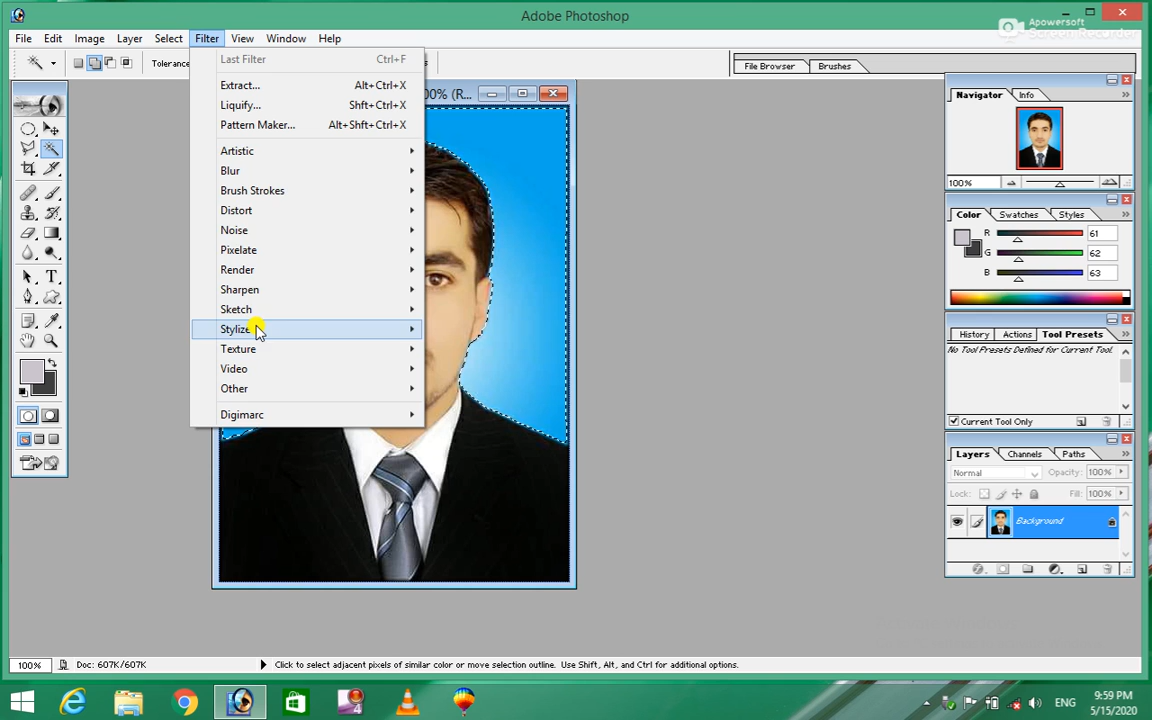 Adobe Photoshop
Apowersoft
Screen Recorder
File Edit Image Layer Select Filter View Window Help
Tolerance
File Browser Brushes
Last Filter Ctrl+F
Extract... Alt+Ctrl+X
Liquify... Shft+Ctrl+X
Pattern Maker... Alt+Shft+Ctrl+X
Artistic
Blur
Brush Strokes
Distort
Noise
Pixelate
Render
Sharpen
Sketch
Stylize
Texture
Video
Other
Digimarc
00% (R...
Navigator Info
100%
Color Swatches Styles
R 61
G 62
B 63
History Actions Tool Presets
No Tool Presets Defined for Current Tool.
Current Tool Only
Layers Channels Paths
Normal Opacity: 100%
Lock: Fill: 100%
Background
100% Doc: 607K/607K Click to select adjacent pixels of similar color or move selection outline. Use Shift, Alt, and Ctrl for additional options.
4
ENG
9:59 PM
5/15/2020